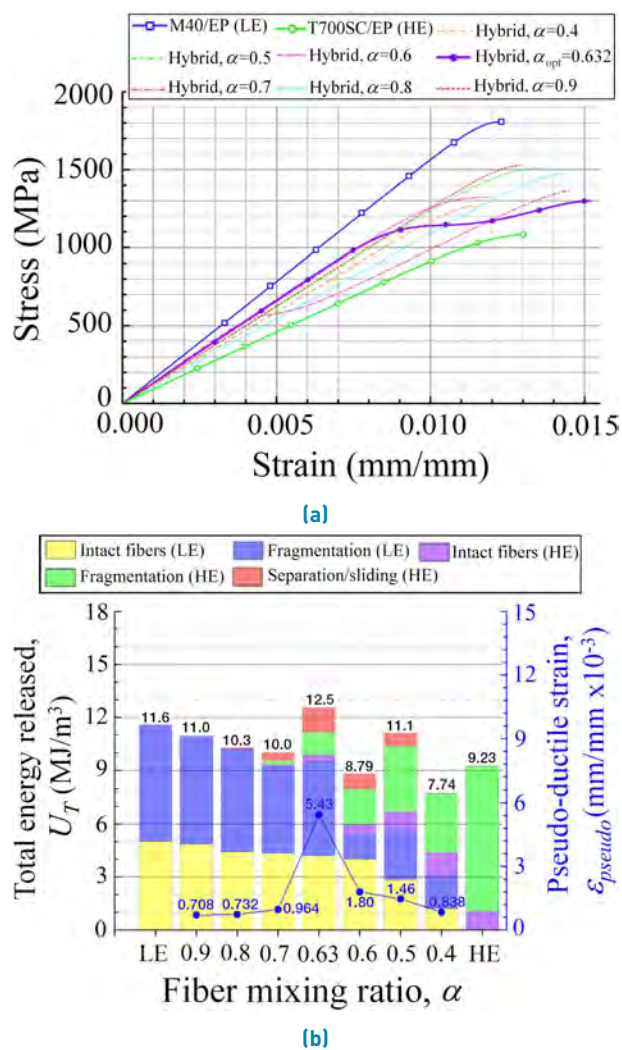 M40/EP (LE) T700SC/EP (HE) Hybrid, α=0.4
Hybrid, α=0.5 Hybrid, α=0.6 Hybrid, αopt=0.632
Hybrid, α=0.7 Hybrid, α=0.8 Hybrid, α=0.9
2000
1500
1000
500
0
Stress (MPa)
0.000 0.005 0.010 0.015
Strain (mm/mm)
(a)
Intact fibers (LE) Fragmentation (LE) Intact fibers (HE)
Fragmentation (HE) Separation/sliding (HE)
Total energy released,
U_T (MJ/m³)
18
15
12
9
6
3
0
11.6 11.0 10.3 10.0 12.5 8.79 11.1 7.74 9.23
0.708 0.732 0.964 5.43 1.80 1.46 0.838
15
12
9
6
3
0
Pseudo-ductile strain,
ε_pseudo (mm/mm x10⁻³)
LE 0.9 0.8 0.7 0.63 0.6 0.5 0.4 HE
Fiber mixing ratio, α
(b)